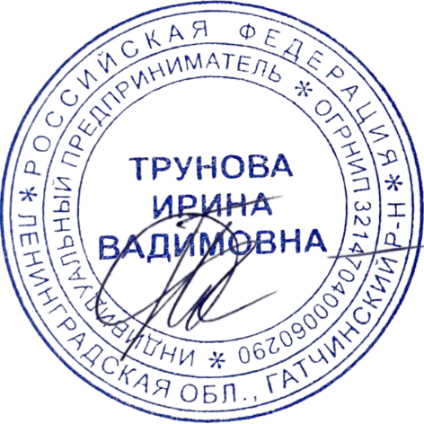 * РОССИЙСКАЯ ФЕДЕРАЦИЯ *
ЛЕНИНГРАДСКАЯ ОБЛ., ГАТЧИНСКИЙ Р-Н
ИНДИВИДУАЛЬНЫЙ ПРЕДПРИНИМАТЕЛЬ * ОГРНИП 321470400060290 *
ТРУНОВА
ИРИНА
ВАДИМОВНА